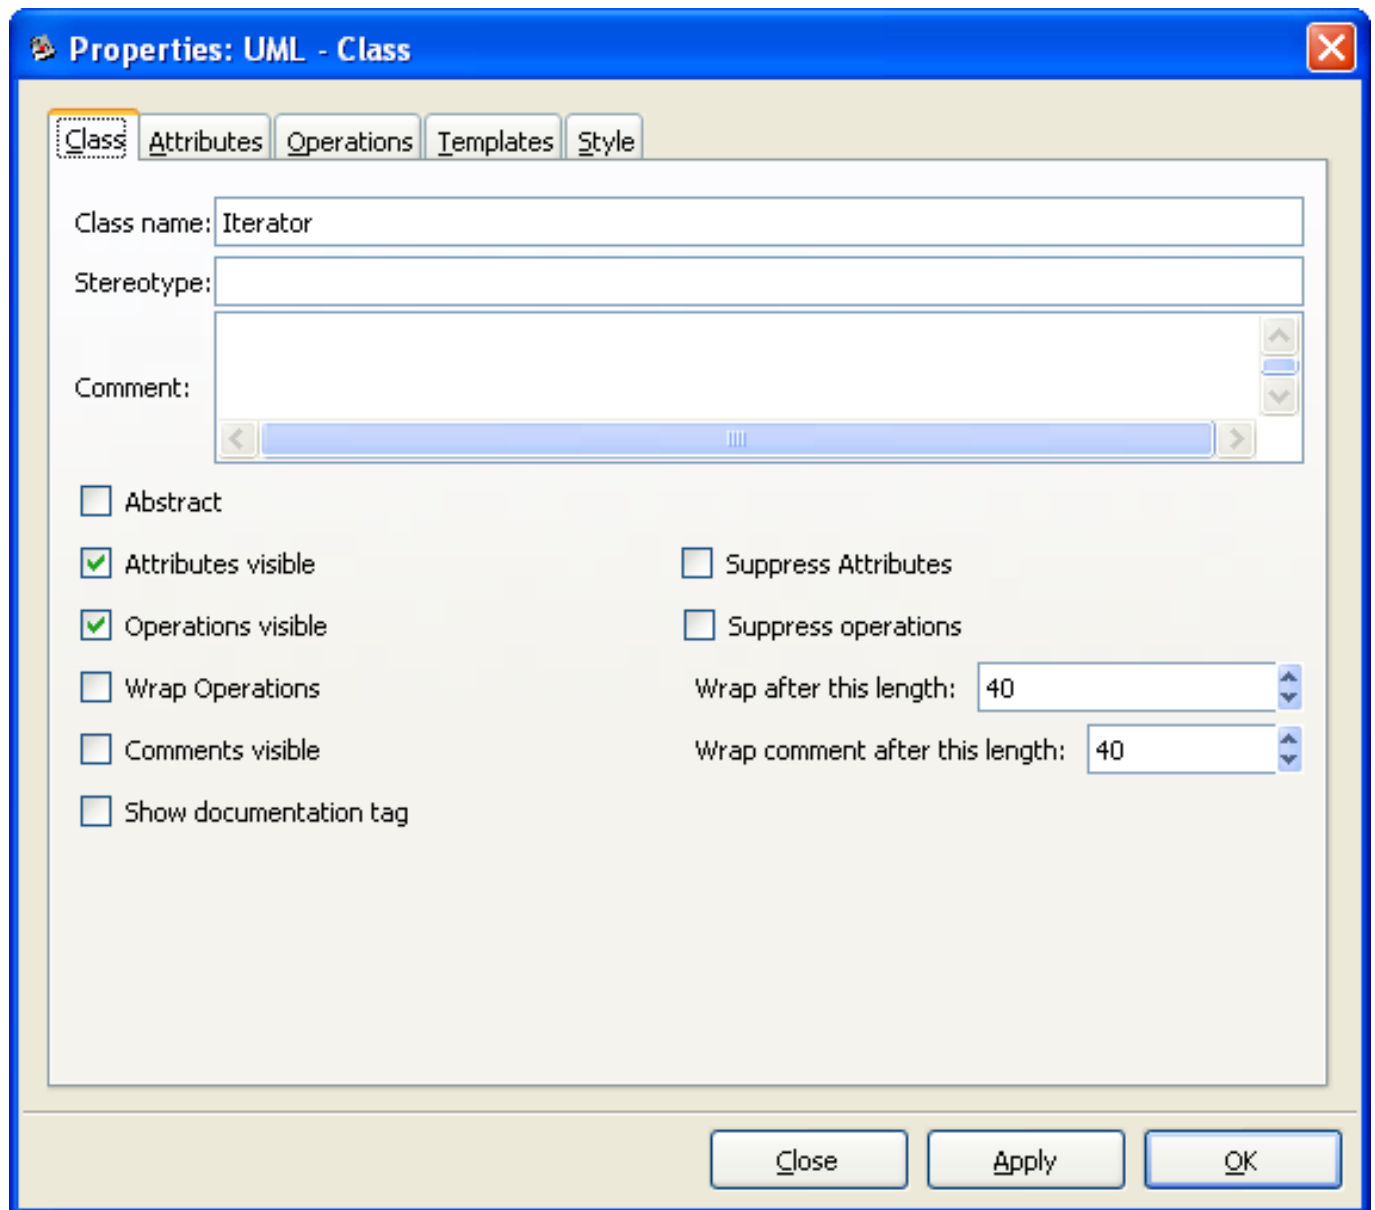 Properties: UML - Class
Class Attributes Operations Templates Style
Class name: Iterator
Stereotype:
Comment:
Abstract
Attributes visible Suppress Attributes
Operations visible Suppress operations
Wrap Operations Wrap after this length: 40
Comments visible Wrap comment after this length: 40
Show documentation tag
Close Apply OK